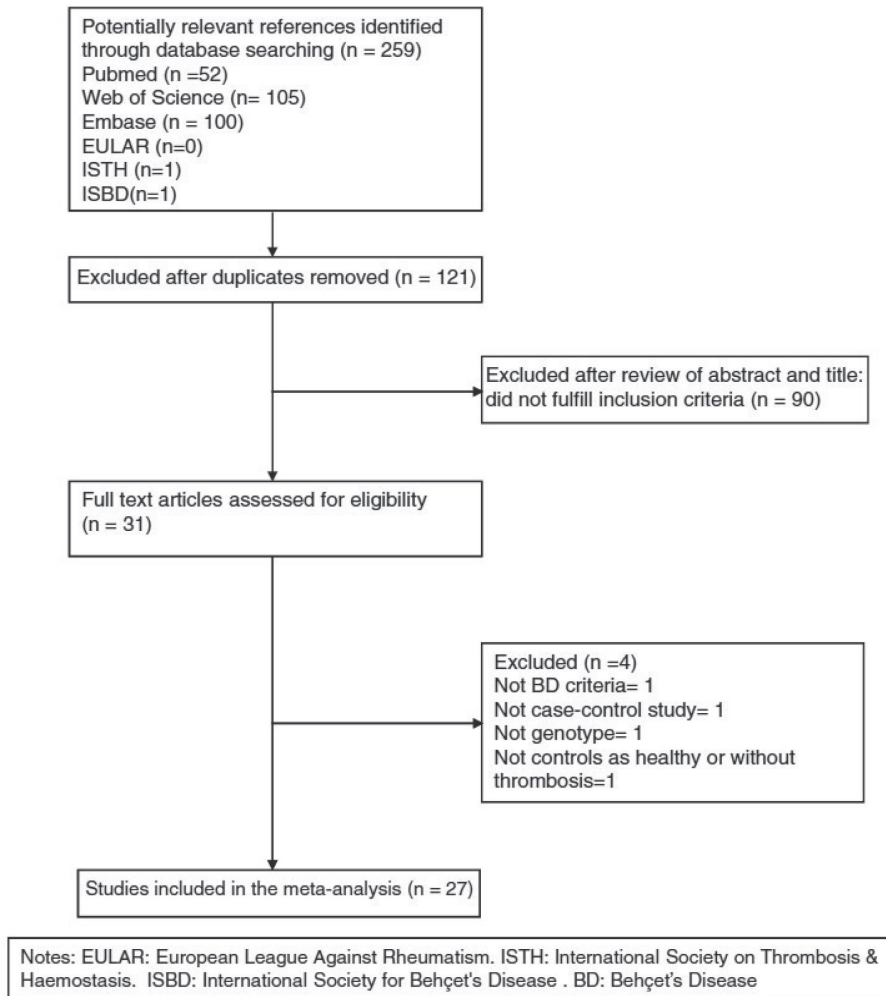 Potentially relevant references identified
through database searching (n = 259)
Pubmed (n =52)
Web of Science (n= 105)
Embase (n = 100)
EULAR (n=0)
ISTH (n=1)
ISBD(n=1)
Excluded after duplicates removed (n = 121)
Excluded after review of abstract and title:
did not fulfill inclusion criteria (n = 90)
Full text articles assessed for eligibility
(n = 31)
Excluded (n =4)
Not BD criteria= 1
Not case-control study= 1
Not genotype= 1
Not controls as healthy or without
thrombosis=1
Studies included in the meta-analysis (n = 27)
Notes: EULAR: European League Against Rheumatism. ISTH: International Society on Thrombosis &
Haemostasis. ISBD: International Society for Behçet's Disease . BD: Behçet's Disease